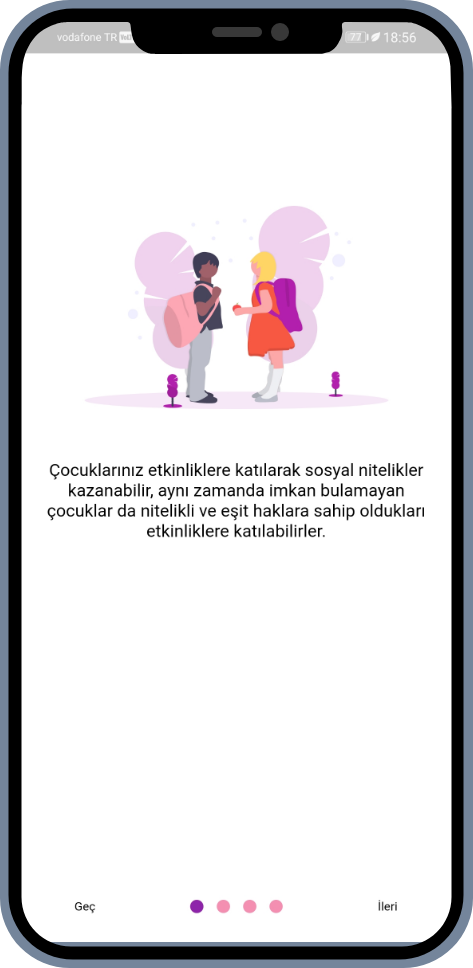 vodafone TR
77
18:56
Çocuklarınız etkinliklere katılarak sosyal nitelikler
kazanabilir, aynı zamanda imkan bulamayan
çocuklar da nitelikli ve eşit haklara sahip oldukları
etkinliklere katılabilirler.
Geç
İleri